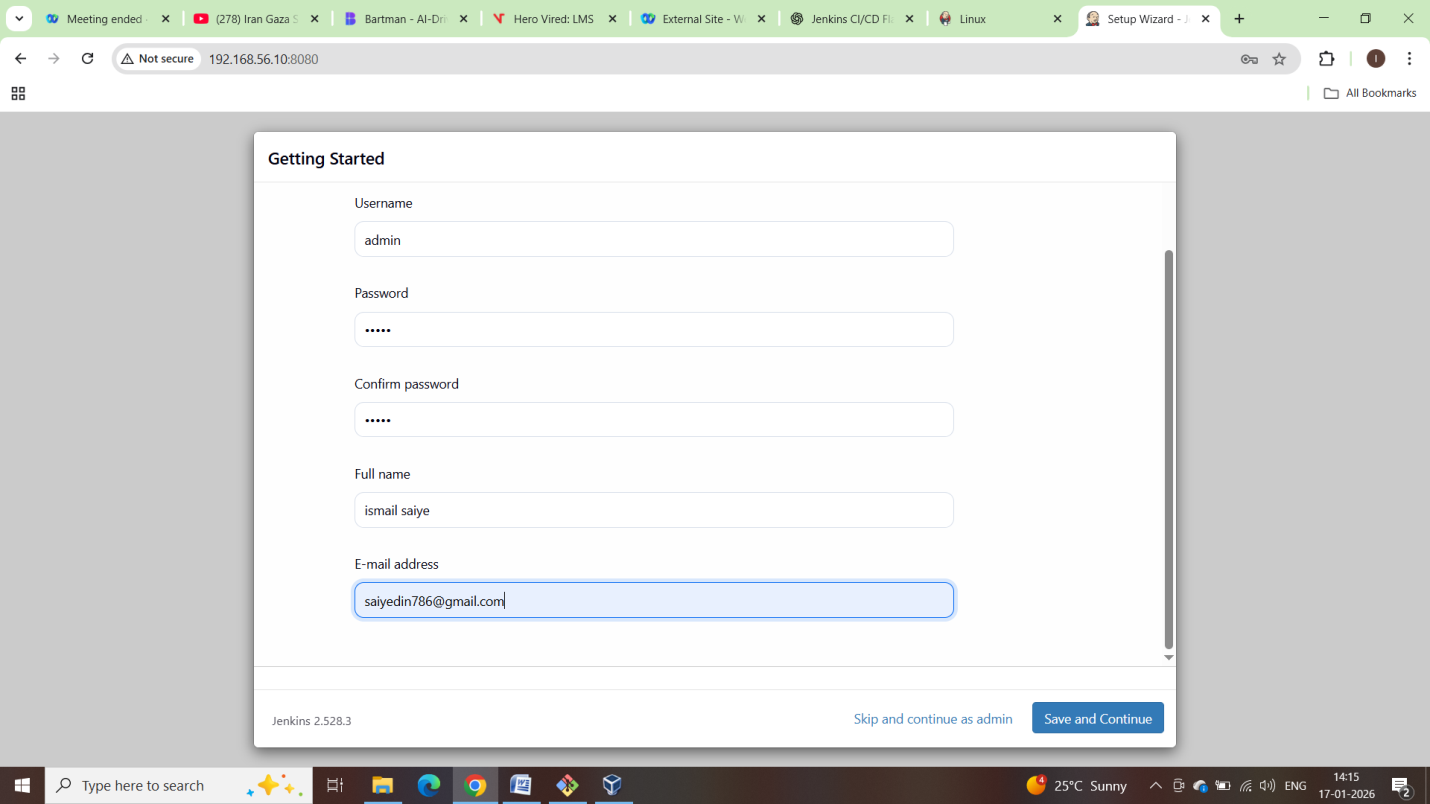 Meeting ended
(278) Iran Gaza S
Bartman - AI-Dri
Hero Vired: LMS
External Site - W
Jenkins CI/CD Fl
Linux
Setup Wizard - J
Not secure
192.168.56.10:8080
I
All Bookmarks
Getting Started
Username
admin
Password
•••••
Confirm password
•••••
Full name
ismail saiye
E-mail address
saiyedin786@gmail.com
Jenkins 2.528.3
Skip and continue as admin
Save and Continue
Type here to search
4
25°C Sunny
ENG
14:15
17-01-2026
2